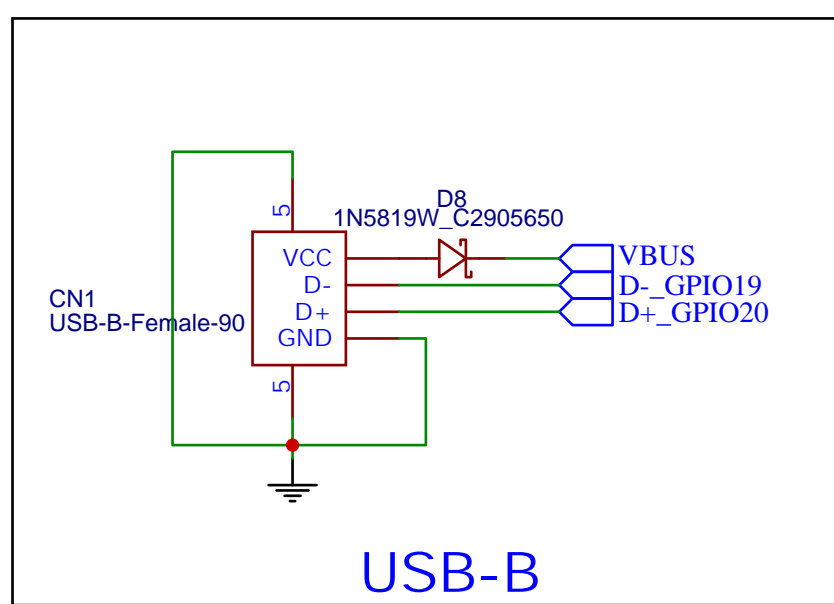 5
D8
1N5819W_C2905650
VCC
VBUS
D-
D-_GPIO19
CN1
D+
D+_GPIO20
USB-B-Female-90
GND
5
USB-B